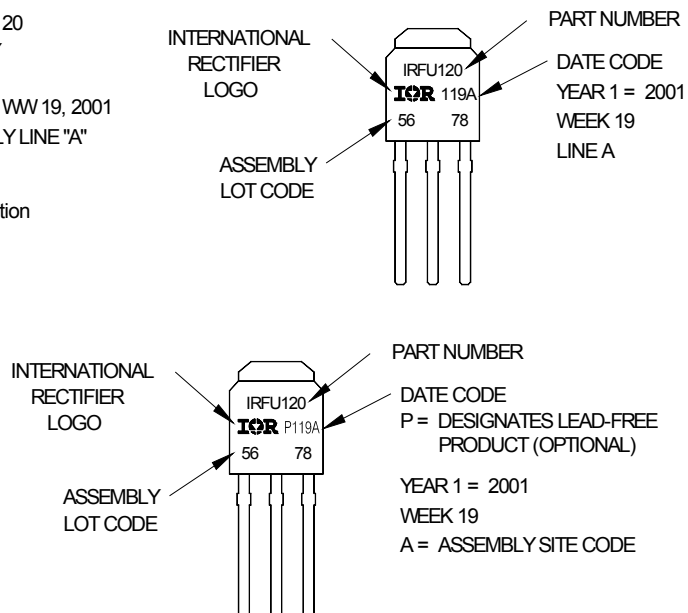 20
WW 19, 2001
LY LINE "A"
tion
INTERNATIONAL
RECTIFIER
LOGO
ASSEMBLY
LOT CODE
PART NUMBER
DATE CODE
YEAR 1 = 2001
WEEK 19
LINE A
IRFU120
IOR 119A
56 78
INTERNATIONAL
RECTIFIER
LOGO
ASSEMBLY
LOT CODE
IRFU120
IOR P119A
56 78
PART NUMBER
DATE CODE
P = DESIGNATES LEAD-FREE
PRODUCT (OPTIONAL)
YEAR 1 = 2001
WEEK 19
A = ASSEMBLY SITE CODE